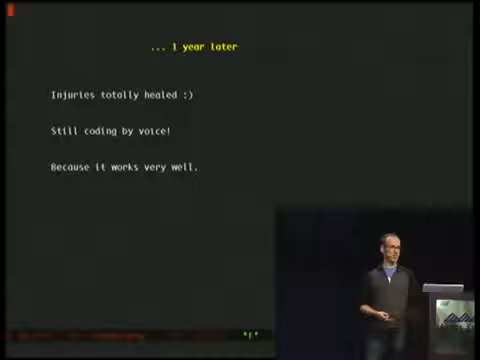 ... 1 year later
Injuries totally healed :)
Still coding by voice!
Because it works very well.